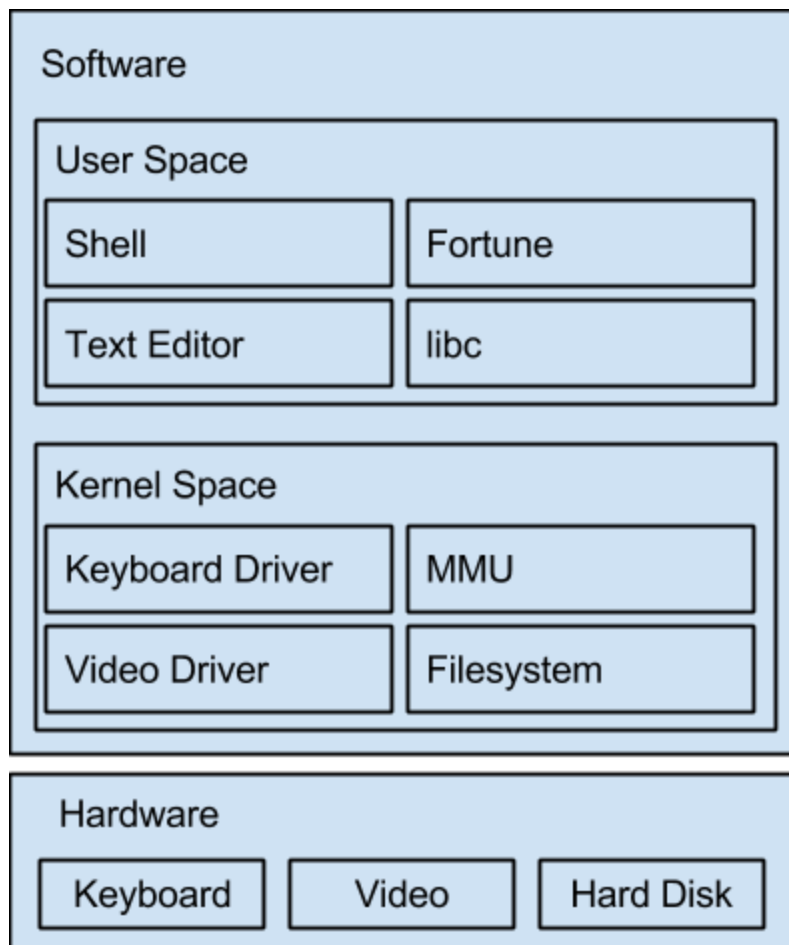 Software
User Space
Shell
Fortune
Text Editor
libc
Kernel Space
Keyboard Driver
MMU
Video Driver
Filesystem
Hardware
Keyboard
Video
Hard Disk